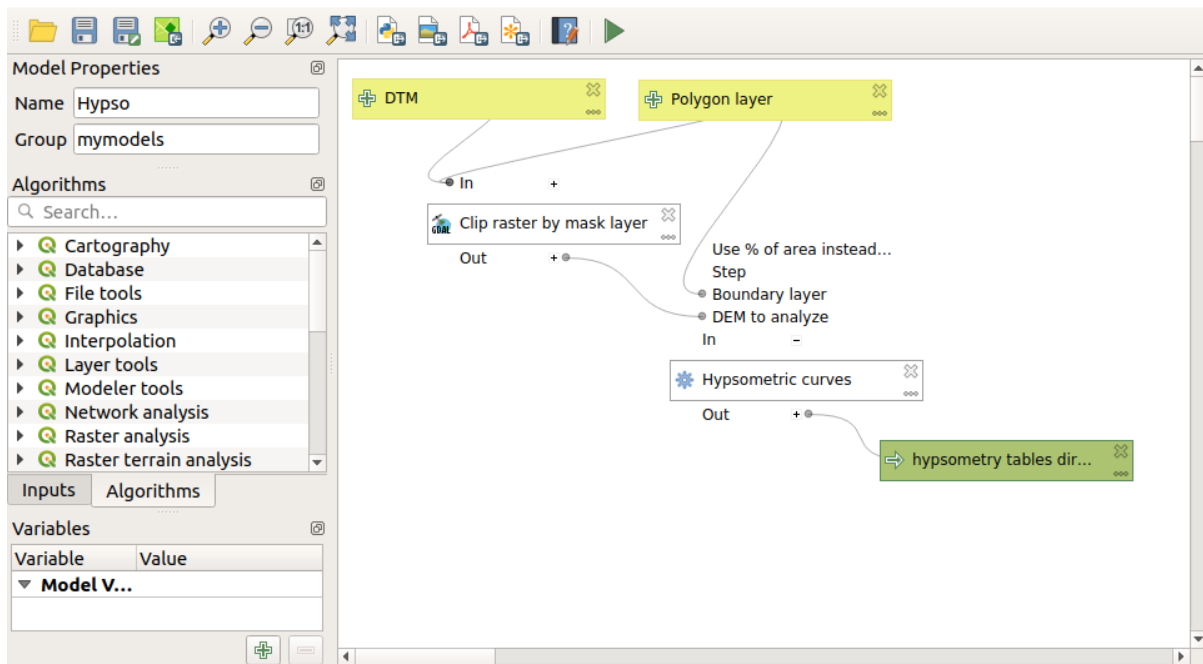 1:1
Model Properties
Name Hypso
Group mymodels
Algorithms
Search...
Cartography
Database
File tools
Graphics
Interpolation
Layer tools
Modeler tools
Network analysis
Raster analysis
Raster terrain analysis
Inputs Algorithms
Variables
Variable Value
Model V...
DTM
Polygon layer
In +
GDAL Clip raster by mask layer
Out +
Use % of area instead...
Step
Boundary layer
DEM to analyze
In −
Hypsometric curves
Out +
hypsometry tables dir...